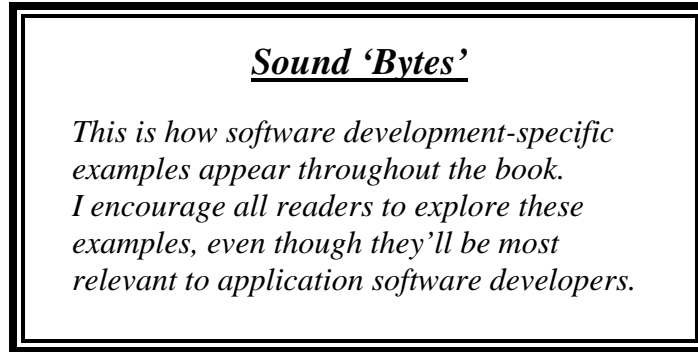 Sound ‘Bytes’
This is how software development-specific
examples appear throughout the book.
I encourage all readers to explore these
examples, even though they’ll be most
relevant to application software developers.